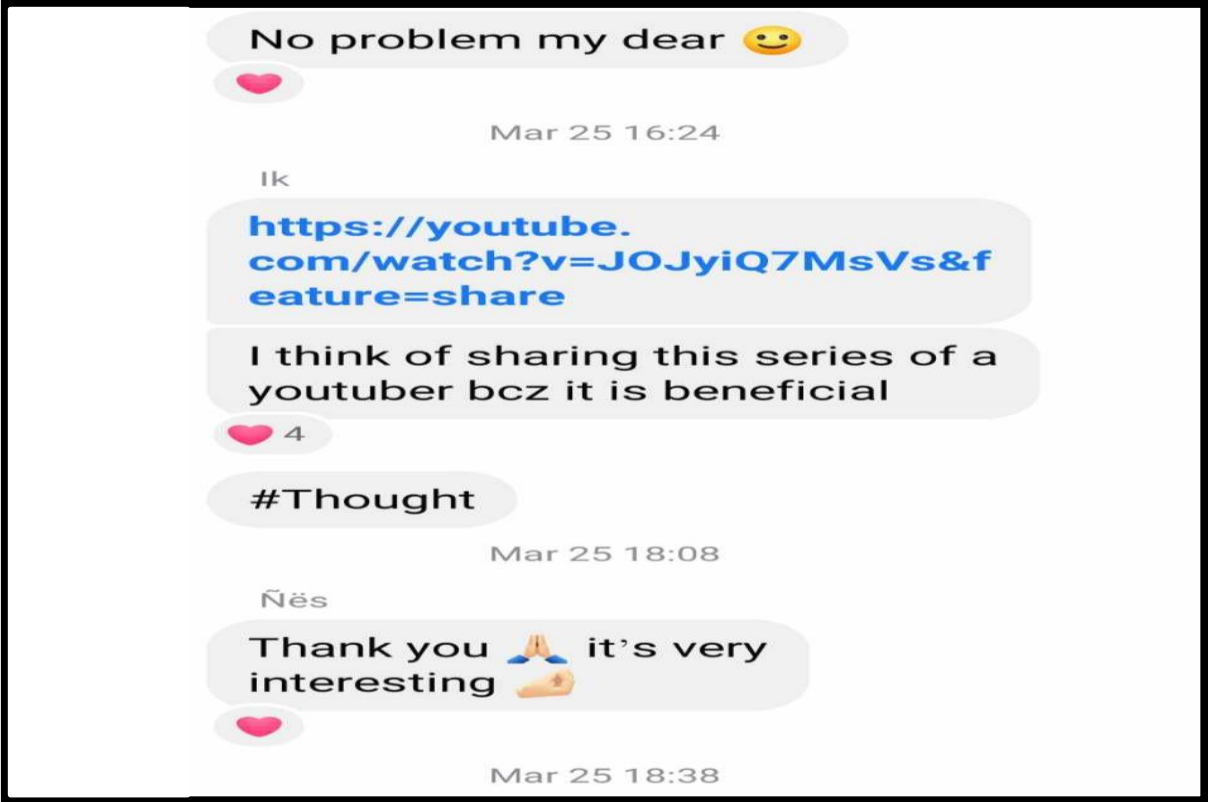 No problem my dear 🙂
❤
Mar 25 16:24
Ik
https://youtube.
com/watch?v=JOJyiQ7MsVs&f
eature=share
I think of sharing this series of a
youtuber bcz it is beneficial
❤ 4
#Thought
Mar 25 18:08
Ñës
Thank you 🙏🏻 it’s very
interesting 🤌🏻
❤
Mar 25 18:38